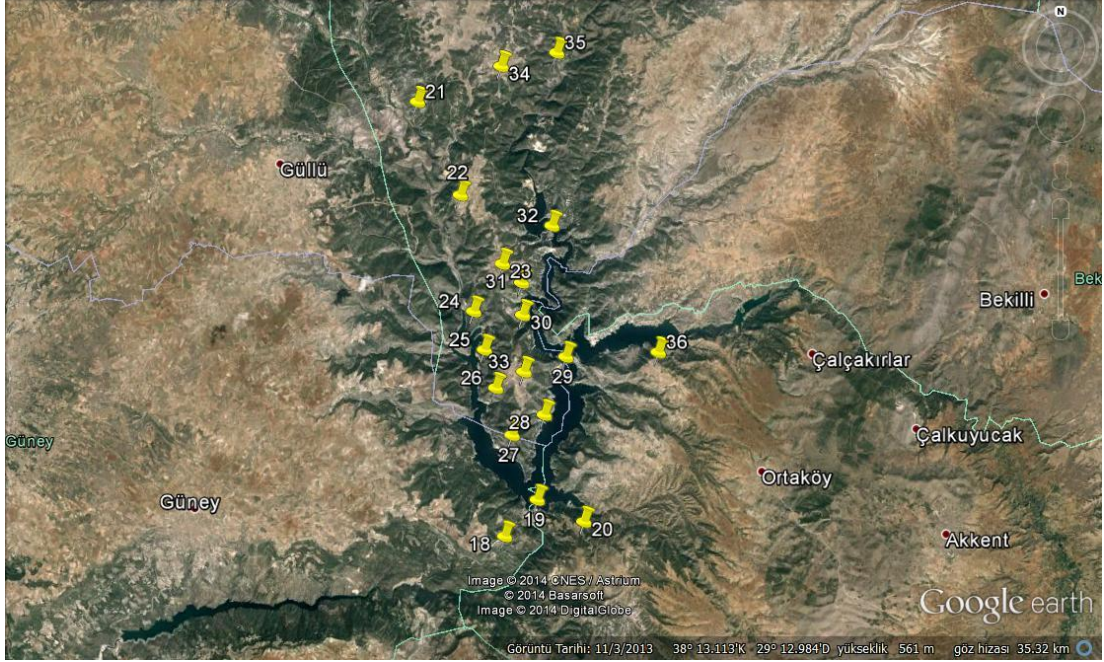 N
35
34
21
Güllü
22
32
23
31
Bek
Bekilli
24
30
25
36
33
29
Çalçakırlar
26
28
Çalkuyucak
Güney
27
Ortaköy
Güney
19
20
18
Akkent
Image © 2014 CNES / Astrium
© 2014 Basarsoft
Image © 2014 DigitalGlobe
Google earth
Görüntü Tarihi: 11/3/2013 38° 13.113'K 29° 12.984'D yükseklik 561 m göz hizası 35.32 km